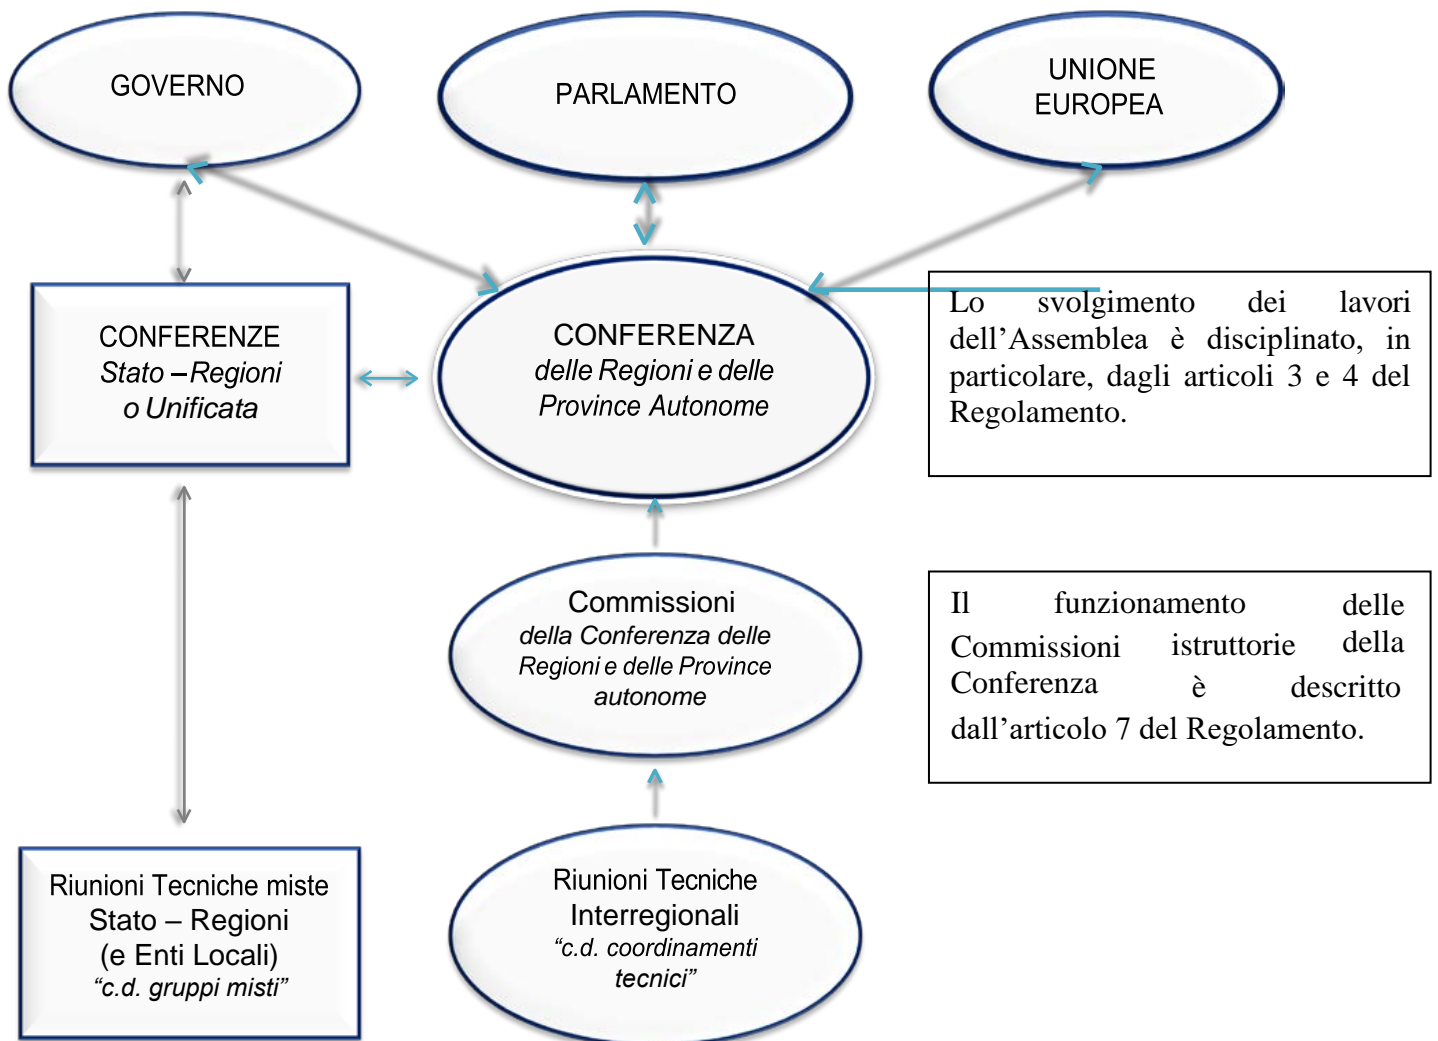 GOVERNO
PARLAMENTO
UNIONE
EUROPEA
CONFERENZE
Stato – Regioni
o Unificata
CONFERENZA
delle Regioni e delle
Province Autonome
Lo svolgimento dei lavori
dell’Assemblea è disciplinato, in
particolare, dagli articoli 3 e 4 del
Regolamento.
Commissioni
della Conferenza delle
Regioni e delle Province
autonome
Il funzionamento delle
Commissioni istruttorie della
Conferenza è descritto
dall’articolo 7 del Regolamento.
Riunioni Tecniche miste
Stato – Regioni
(e Enti Locali)
“c.d. gruppi misti”
Riunioni Tecniche
Interregionali
“c.d. coordinamenti
tecnici”